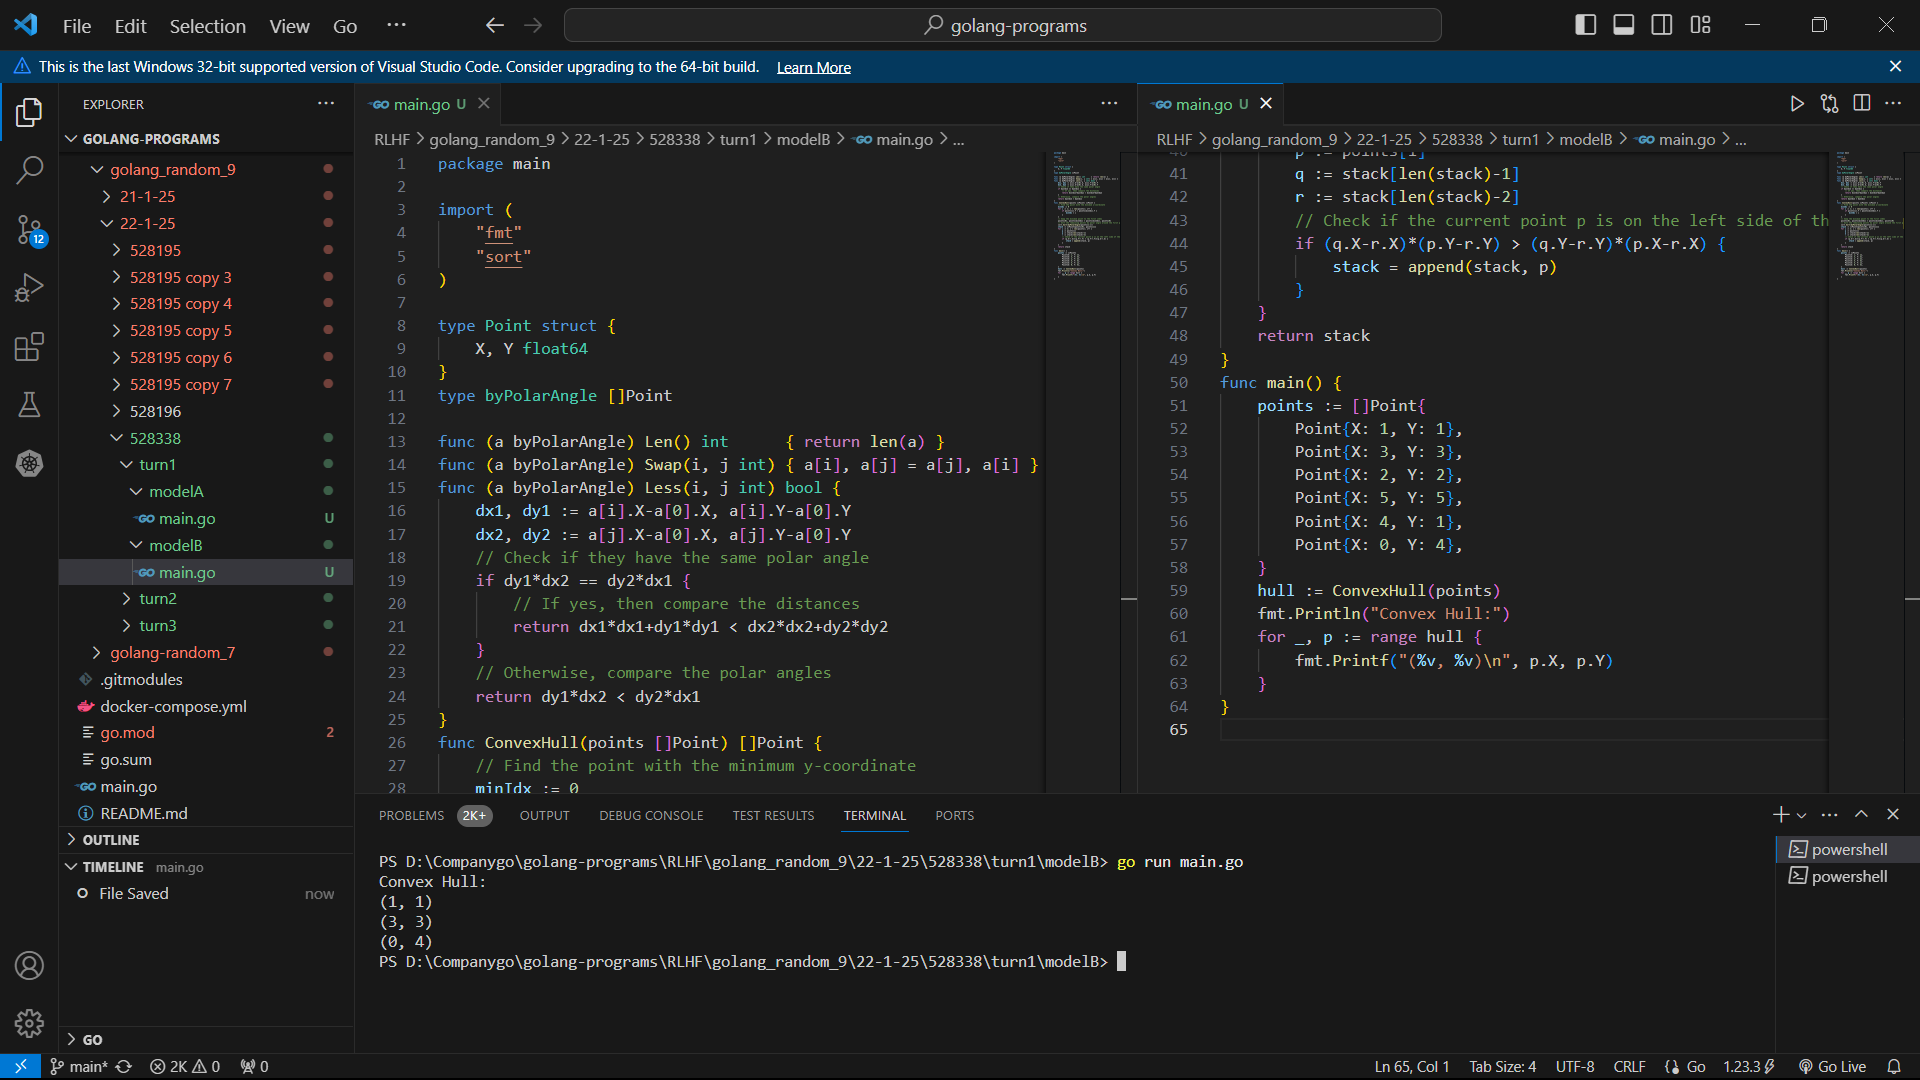 File Edit Selection View Go ··· golang-programs
This is the last Windows 32-bit supported version of Visual Studio Code. Consider upgrading to the 64-bit build. Learn More
EXPLORER
GOLANG-PROGRAMS
golang_random_9
21-1-25
22-1-25
528195
528195 copy 3
528195 copy 4
528195 copy 5
528195 copy 6
528195 copy 7
528196
528338
turn1
modelA
main.go U
modelB
main.go U
turn2
turn3
golang-random_7
.gitmodules
docker-compose.yml
go.mod 2
go.sum
main.go
README.md
OUTLINE
TIMELINE main.go
File Saved now
GO
12
main.go U
RLHF > golang_random_9 > 22-1-25 > 528338 > turn1 > modelB > main.go > ...
1 package main
2
3 import (
4 "fmt"
5 "sort"
6 )
7
8 type Point struct {
9 X, Y float64
10 }
11 type byPolarAngle []Point
12
13 func (a byPolarAngle) Len() int { return len(a) }
14 func (a byPolarAngle) Swap(i, j int) { a[i], a[j] = a[j], a[i] }
15 func (a byPolarAngle) Less(i, j int) bool {
16 dx1, dy1 := a[i].X-a[0].X, a[i].Y-a[0].Y
17 dx2, dy2 := a[j].X-a[0].X, a[j].Y-a[0].Y
18 // Check if they have the same polar angle
19 if dy1*dx2 == dy2*dx1 {
20 // If yes, then compare the distances
21 return dx1*dx1+dy1*dy1 < dx2*dx2+dy2*dy2
22 }
23 // Otherwise, compare the polar angles
24 return dy1*dx2 < dy2*dx1
25 }
26 func ConvexHull(points []Point) []Point {
27 // Find the point with the minimum y-coordinate
28 minIdx := 0
main.go U
RLHF > golang_random_9 > 22-1-25 > 528338 > turn1 > modelB > main.go > ...
40 p := points[i]
41 q := stack[len(stack)-1]
42 r := stack[len(stack)-2]
43 // Check if the current point p is on the left side of th
44 if (q.X-r.X)*(p.Y-r.Y) > (q.Y-r.Y)*(p.X-r.X) {
45 stack = append(stack, p)
46 }
47 }
48 return stack
49 }
50 func main() {
51 points := []Point{
52 Point{X: 1, Y: 1},
53 Point{X: 3, Y: 3},
54 Point{X: 2, Y: 2},
55 Point{X: 5, Y: 5},
56 Point{X: 4, Y: 1},
57 Point{X: 0, Y: 4},
58 }
59 hull := ConvexHull(points)
60 fmt.Println("Convex Hull:")
61 for _, p := range hull {
62 fmt.Printf("(%v, %v)\n", p.X, p.Y)
63 }
64 }
65
PROBLEMS 2K+ OUTPUT DEBUG CONSOLE TEST RESULTS TERMINAL PORTS
PS D:\Companygo\golang-programs\RLHF\golang_random_9\22-1-25\528338\turn1\modelB> go run main.go
Convex Hull:
(1, 1)
(3, 3)
(0, 4)
PS D:\Companygo\golang-programs\RLHF\golang_random_9\22-1-25\528338\turn1\modelB>
powershell
powershell
main* 2K 0 0 Ln 65, Col 1 Tab Size: 4 UTF-8 CRLF Go 1.23.3 Go Live